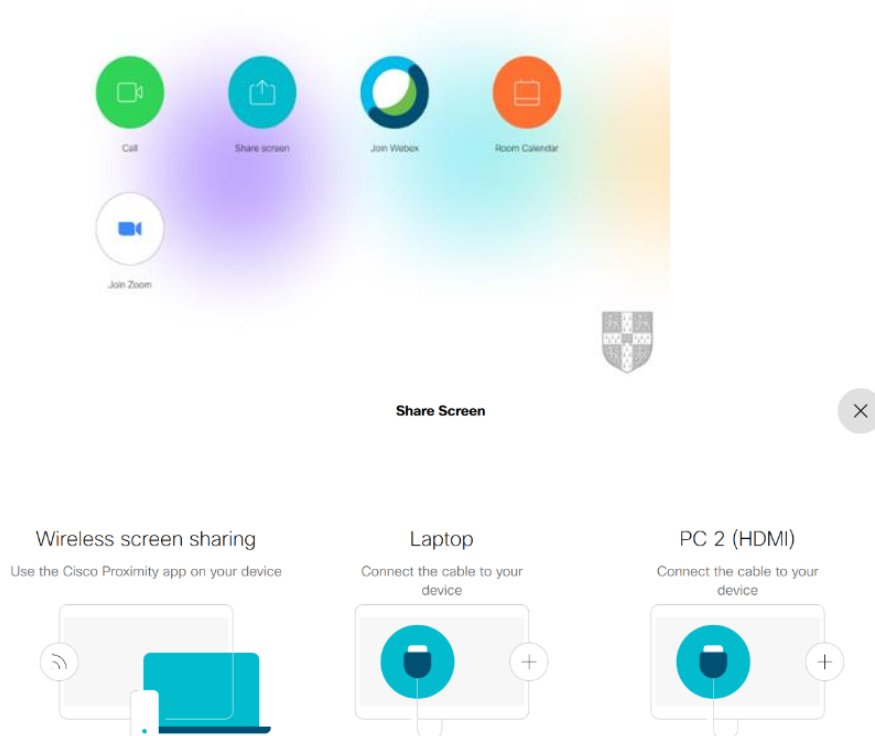 Call
Share screen
Join Webex
Room Calendar
Join Zoom
Share Screen
Wireless screen sharing
Use the Cisco Proximity app on your device
Laptop
Connect the cable to your
device
PC 2 (HDMI)
Connect the cable to your
device